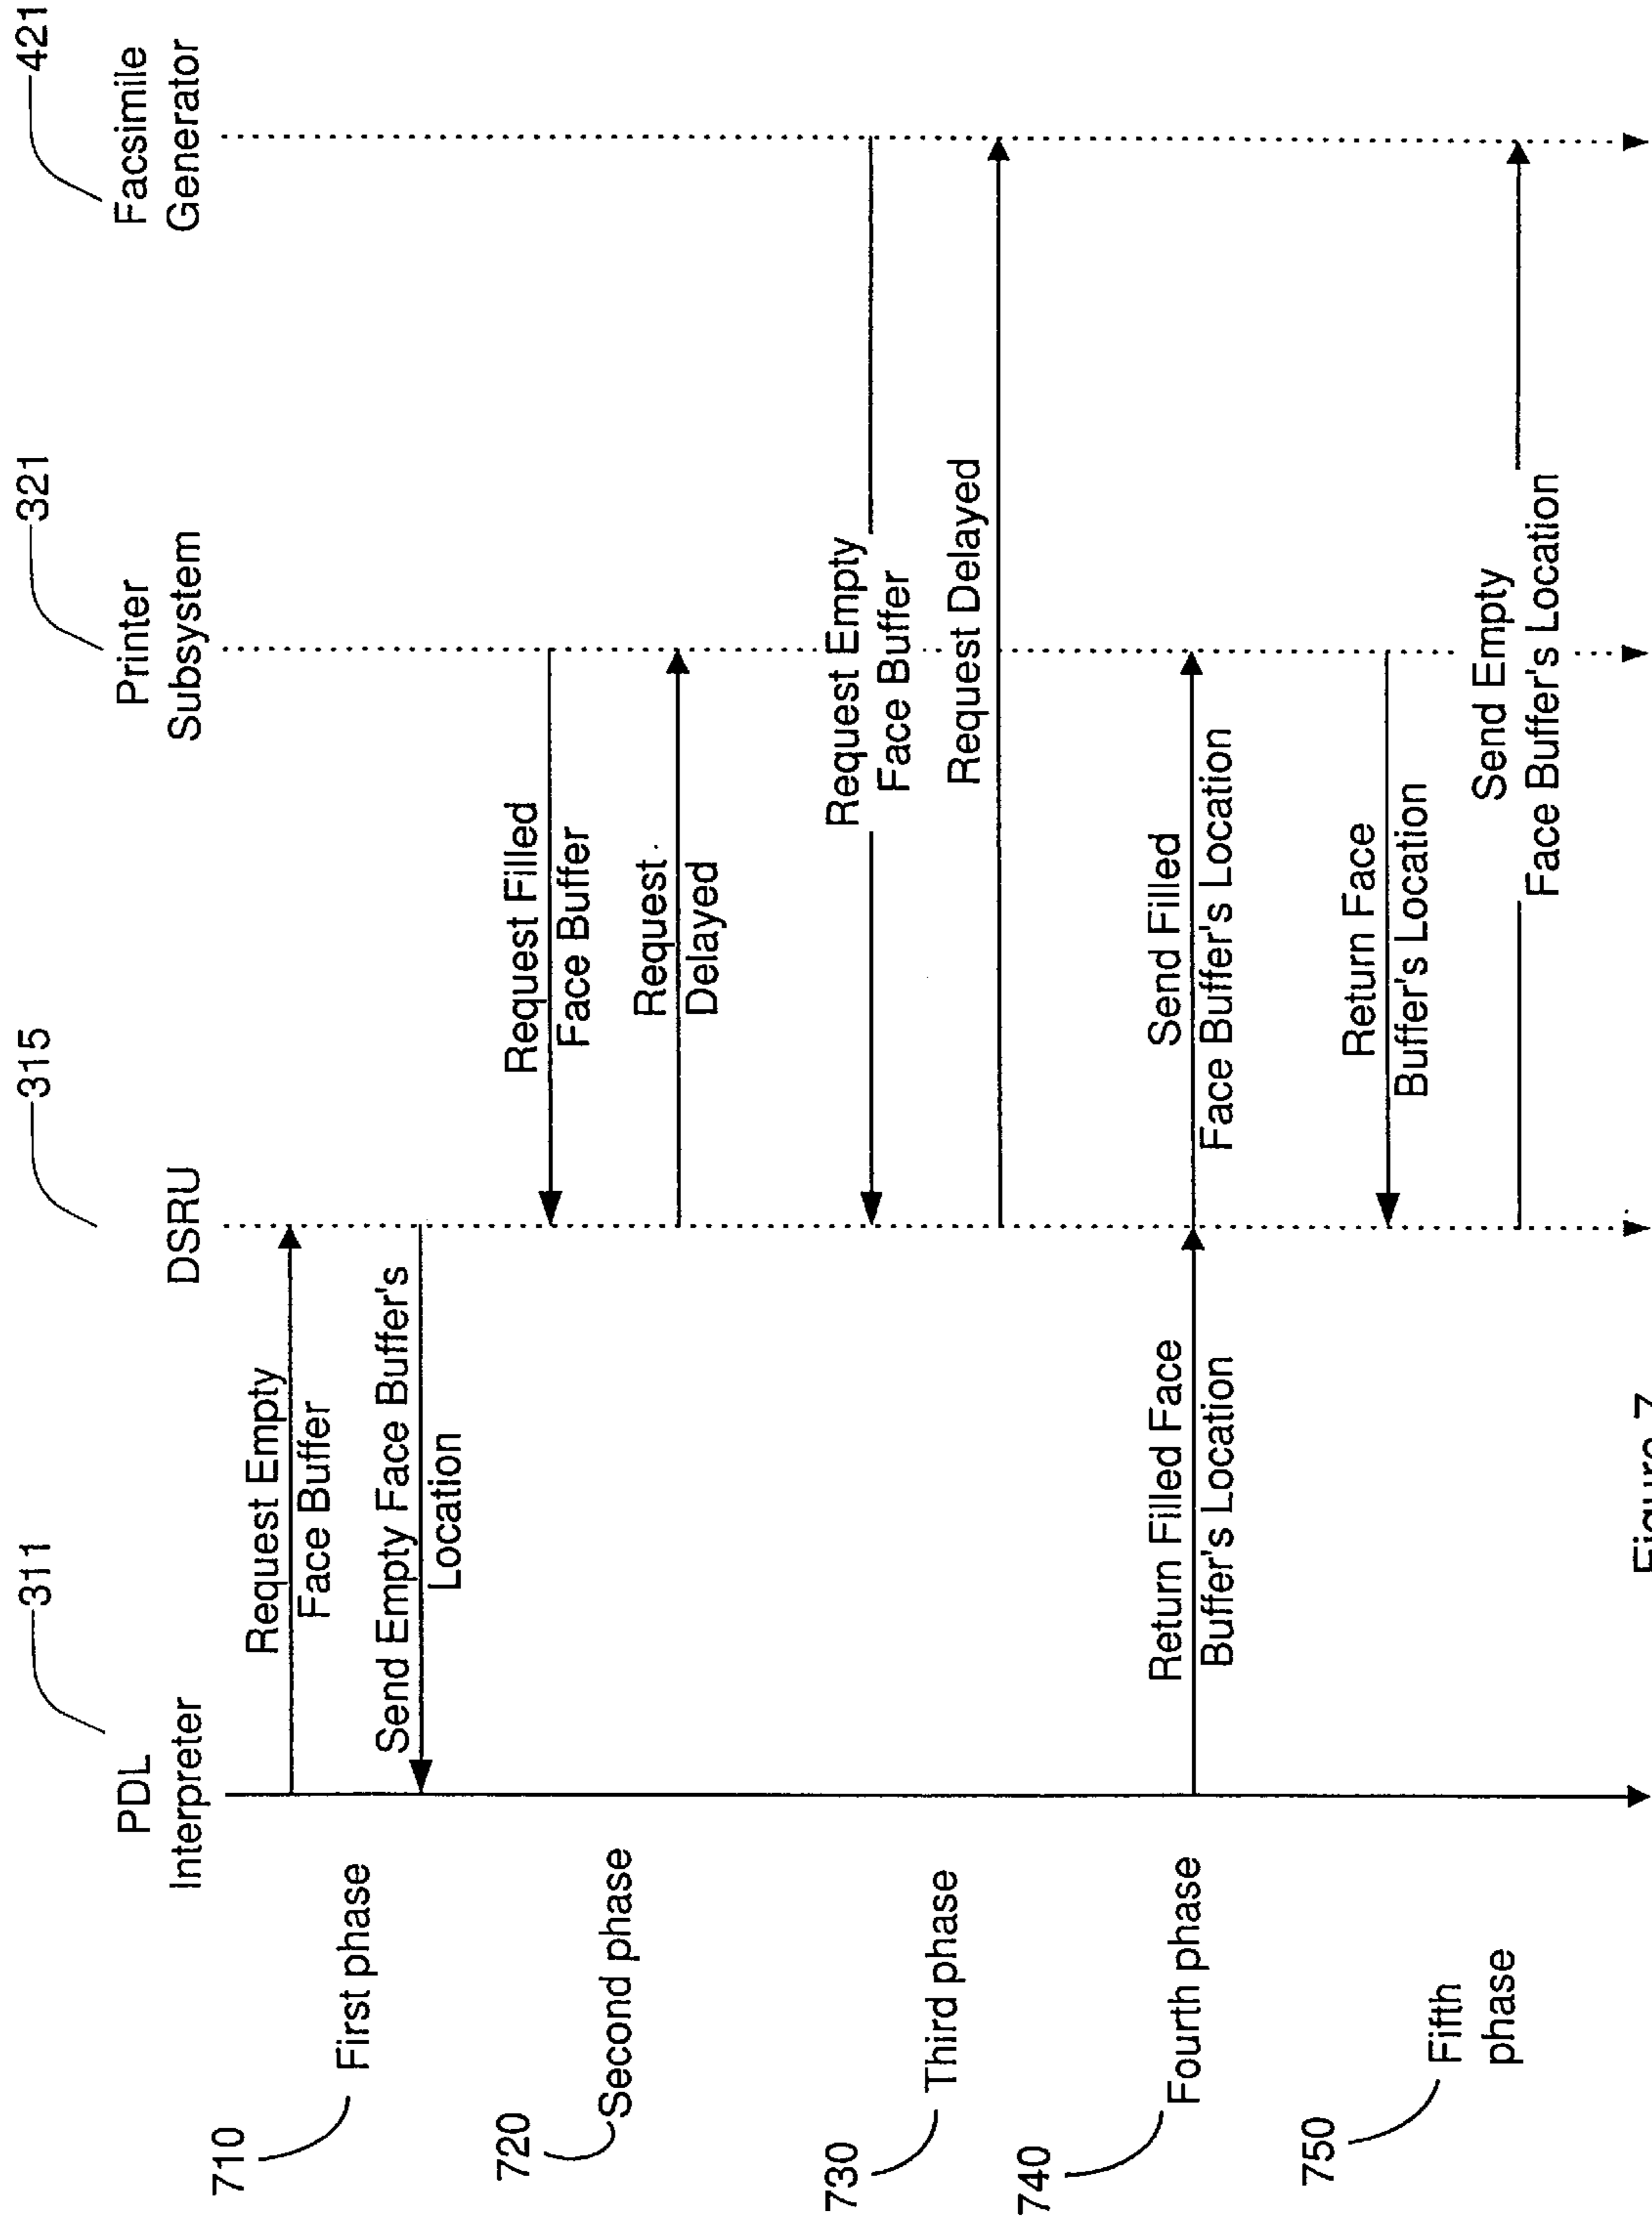 311
315
321
421
PDL
Interpreter
DSRU
Printer
Subsystem
Facsimile
Generator
710
First phase
Request Empty
Face Buffer
Send Empty Face Buffer's
Location
720
Second phase
Request Filled
Face Buffer
Request
Delayed
730
Third phase
Request Empty
Face Buffer
Request Delayed
740
Fourth phase
Return Filled Face
Buffer's Location
Send Filled
Face Buffer's Location
750
Fifth
phase
Return Face
Buffer's Location
Send Empty
Face Buffer's Location
Figure 7